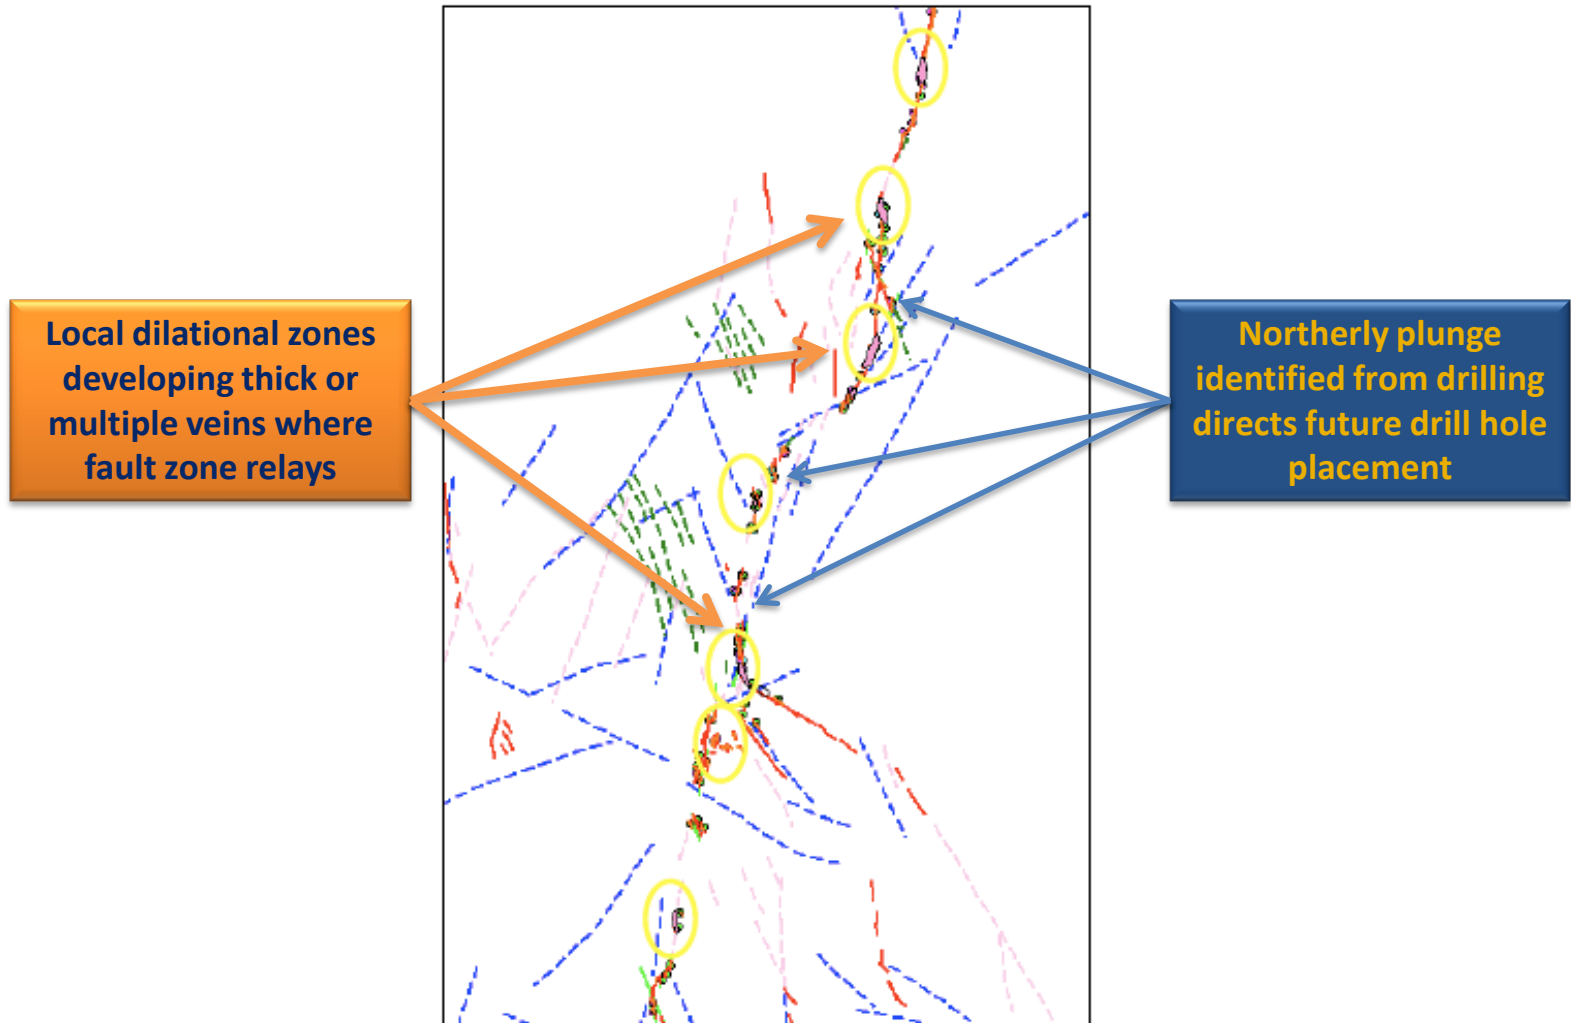 Local dilational zones
developing thick or
multiple veins where
fault zone relays
Northerly plunge
identified from drilling
directs future drill hole
placement